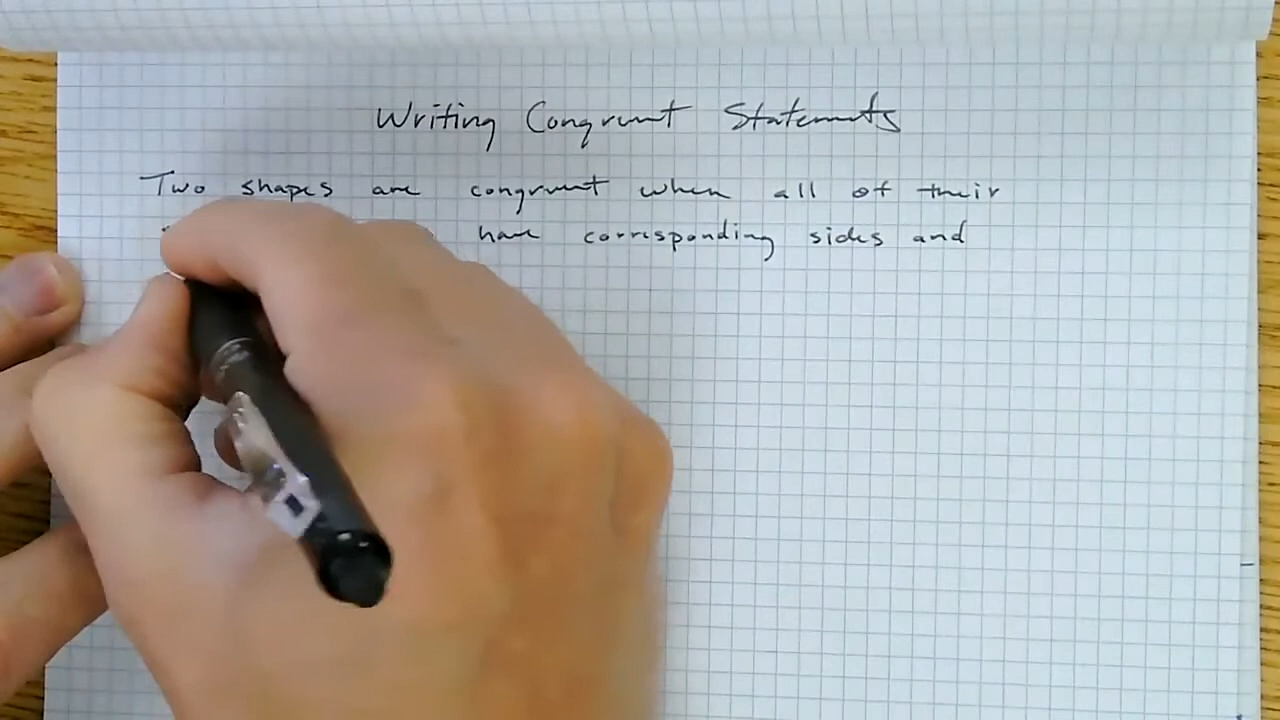 Writing Congruent Statements
Two shapes are congruent when all of their
have corresponding sides and